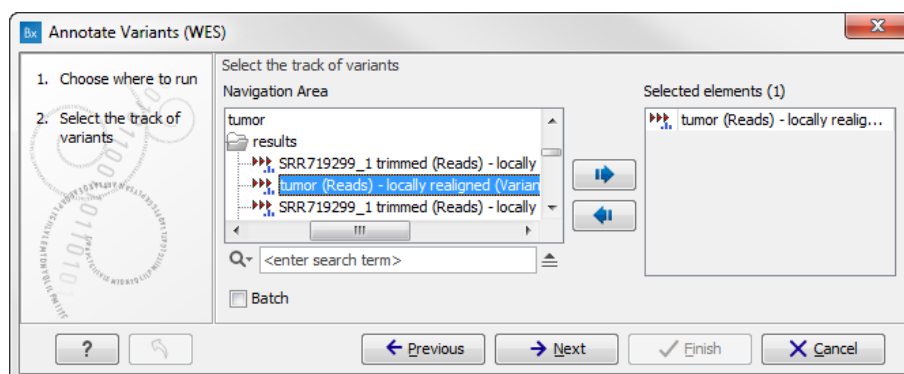 Bx Annotate Variants (WES)
1. Choose where to run
2. Select the track of
variants
Select the track of variants
Navigation Area
tumor
results
SRR719299_1 trimmed (Reads) - locally
tumor (Reads) - locally realigned (Varian
SRR719299_1 trimmed (Reads) - locally
<enter search term>
Batch
Selected elements (1)
tumor (Reads) - locally realig...
?
Previous
Next
Finish
Cancel